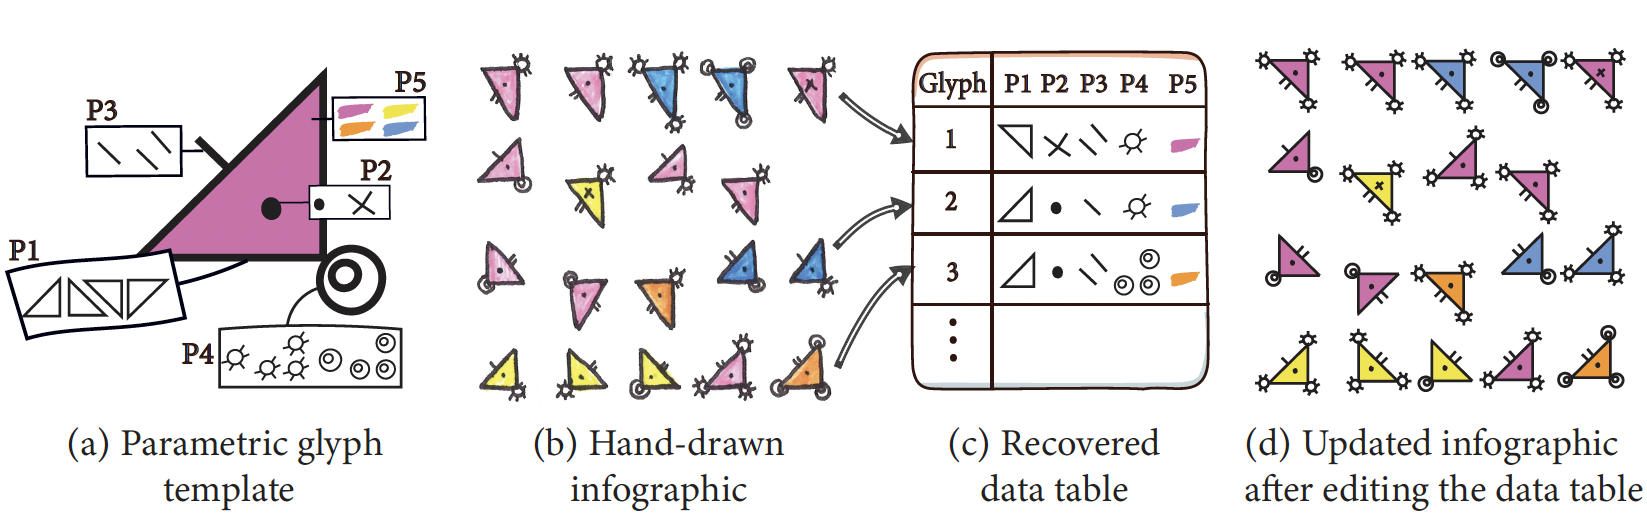 P3
P5
P2
P1
P4
Glyph P1 P2 P3 P4 P5
1
2
3
(a) Parametric glyph
template
(b) Hand-drawn
infographic
(c) Recovered
data table
(d) Updated infographic
after editing the data table